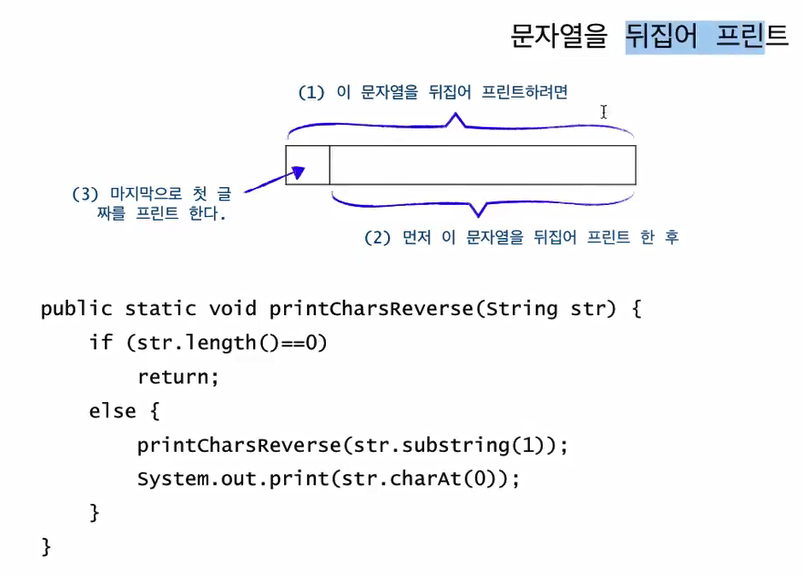 문자열을 뒤집어 프린트
(1) 이 문자열을 뒤집어 프린트하려면
(3) 마지막으로 첫 글
짜를 프린트 한다.
(2) 먼저 이 문자열을 뒤집어 프린트 한 후
public static void printCharsReverse(String str) {
    if (str.length()==0)
        return;
    else {
        printCharsReverse(str.substring(1));
        System.out.print(str.charAt(0));
    }
}